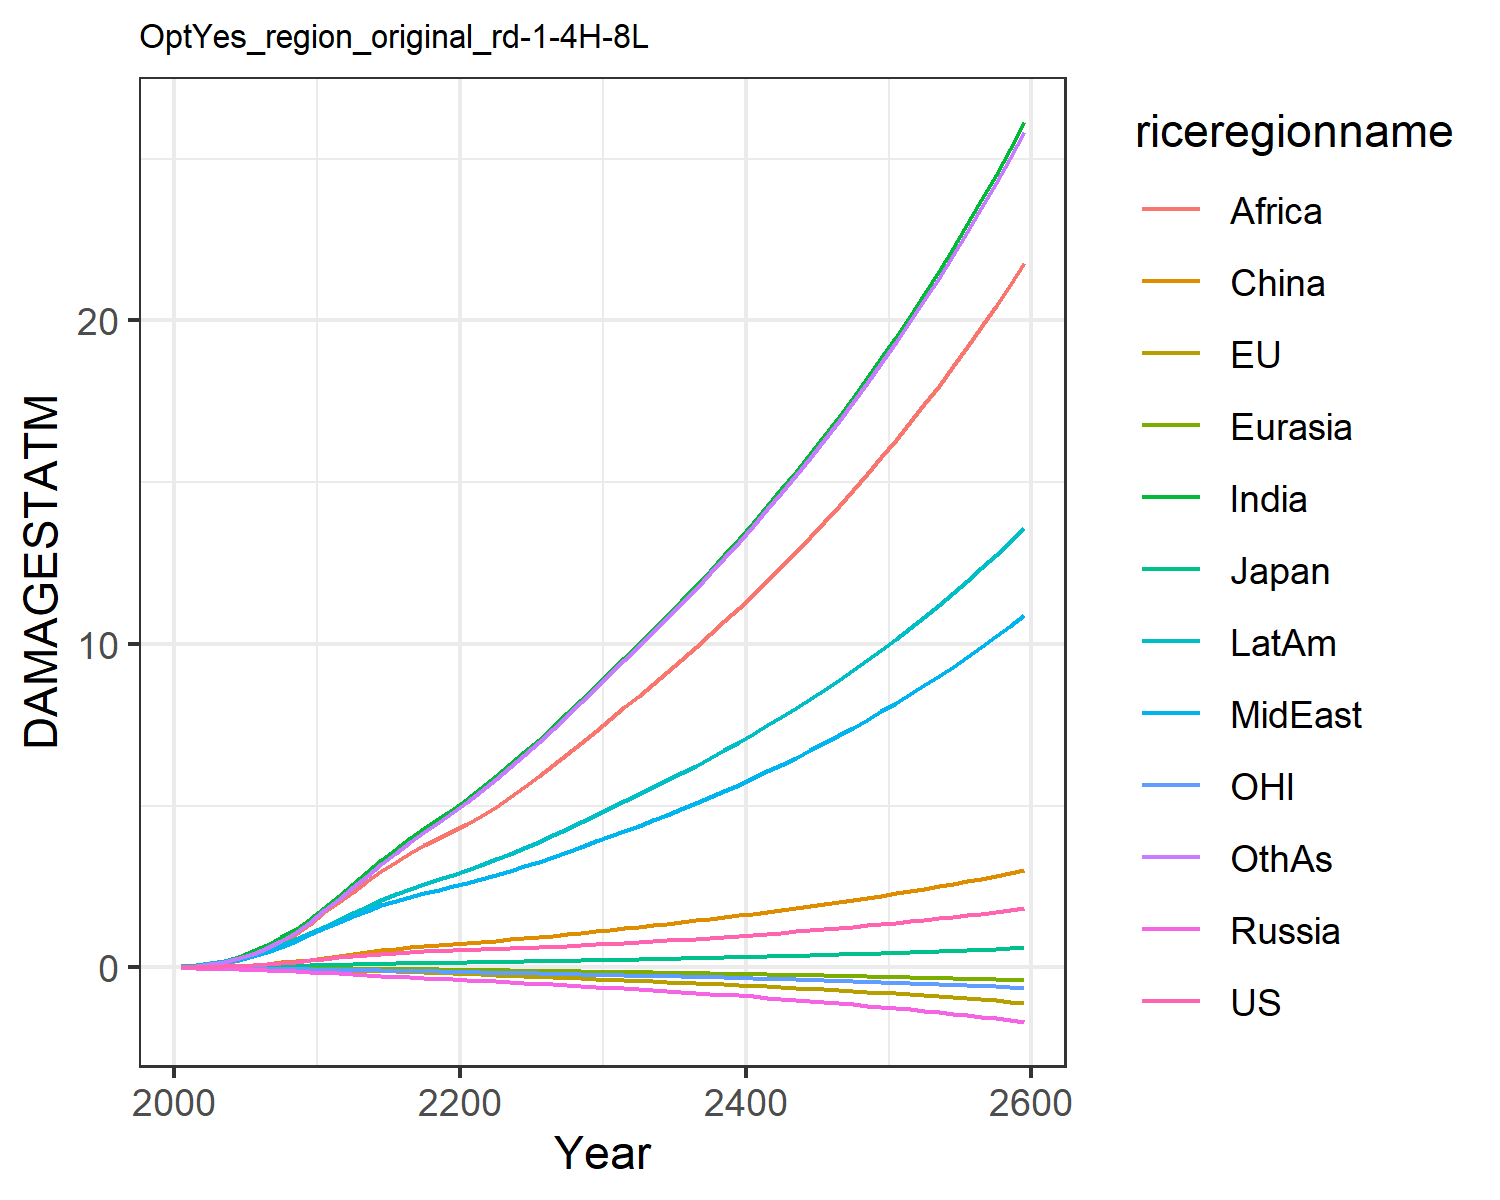 OptYes_region_original_rd-1-4H-8L
DAMAGESTATM
20
10
0
2000
2200
2400
2600
Year
riceregionname
Africa
China
EU
Eurasia
India
Japan
LatAm
MidEast
OHI
OthAs
Russia
US